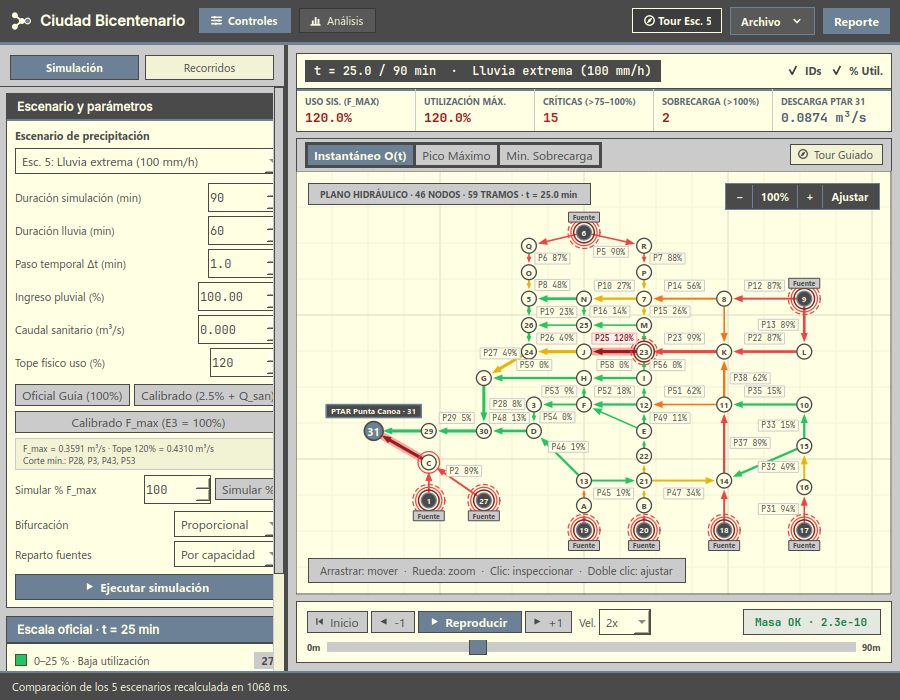 Ciudad Bicentenario
Controles
Análisis
Tour Esc. 5
Archivo
Reporte
Simulación
Recorridos
Escenario y parámetros
Escenario de precipitación
Esc. 5: Lluvia extrema (100 mm/h)
Duración simulación (min)
90
Duración lluvia (min)
60
Paso temporal Δt (min)
1.0
Ingreso pluvial (%)
100.00
Caudal sanitario (m³/s)
0.000
Tope físico uso (%)
120
Oficial Guía (100%)
Calibrado (2.5% + Q_san)
Calibrado F_max (E3 = 100%)
F_max = 0.3591 m³/s · Tope 120% = 0.4310 m³/s
Corte mín.: P28, P3, P43, P53
Simular % F_max
100
Simular %
Bifurcación
Proporcional
Reparto fuentes
Por capacidad
Ejecutar simulación
Escala oficial · t = 25 min
0–25 % · Baja utilización
27
t = 25.0 / 90 min · Lluvia extrema (100 mm/h)
✓ IDs
✓ % Util.
USO SIS. (F_MAX)
120.0%
UTILIZACIÓN MÁX.
120.0%
CRÍTICAS (>75–100%)
15
SOBRECARGA (>100%)
2
DESCARGA PTAR 31
0.0874 m³/s
Instantáneo O(t)
Pico Máximo
Min. Sobrecarga
Tour Guiado
PLANO HIDRÁULICO · 46 NODOS · 59 TRAMOS · t = 25.0 min
–
100%
+
Ajustar
Fuente
6
Q
P5 90%
R
P6 87%
P7 88%
O
P
P8 48%
P10 27%
P14 56%
P12 87%
Fuente
5
N
7
8
9
P19 23%
P16 14%
P15 26%
P13 89%
26
25
M
P26 49%
P25 120%
P23 99%
P22 87%
P27 49%
24
J
23
K
L
P59 0%
P58 0%
P56 0%
G
H
I
P38 62%
P53 9%
P52 18%
P51 62%
P35 15%
P28 8%
3
F
12
11
10
PTAR Punta Canoa · 31
P29 5%
P48 13%
P54 0%
P49 11%
P33 15%
31
29
30
D
E
P37 89%
15
P46 19%
22
C
P2 89%
P32 49%
13
21
14
16
P45 19%
P47 34%
P31 94%
1
27
A
B
Fuente
Fuente
19
20
18
17
Fuente
Fuente
Fuente
Fuente
Arrastrar: mover · Rueda: zoom · Clic: inspeccionar · Doble clic: ajustar
Inicio
-1
Reproducir
+1
Vel.
2x
Masa OK · 2.3e-10
0m
90m
Comparación de los 5 escenarios recalculada en 1068 ms.